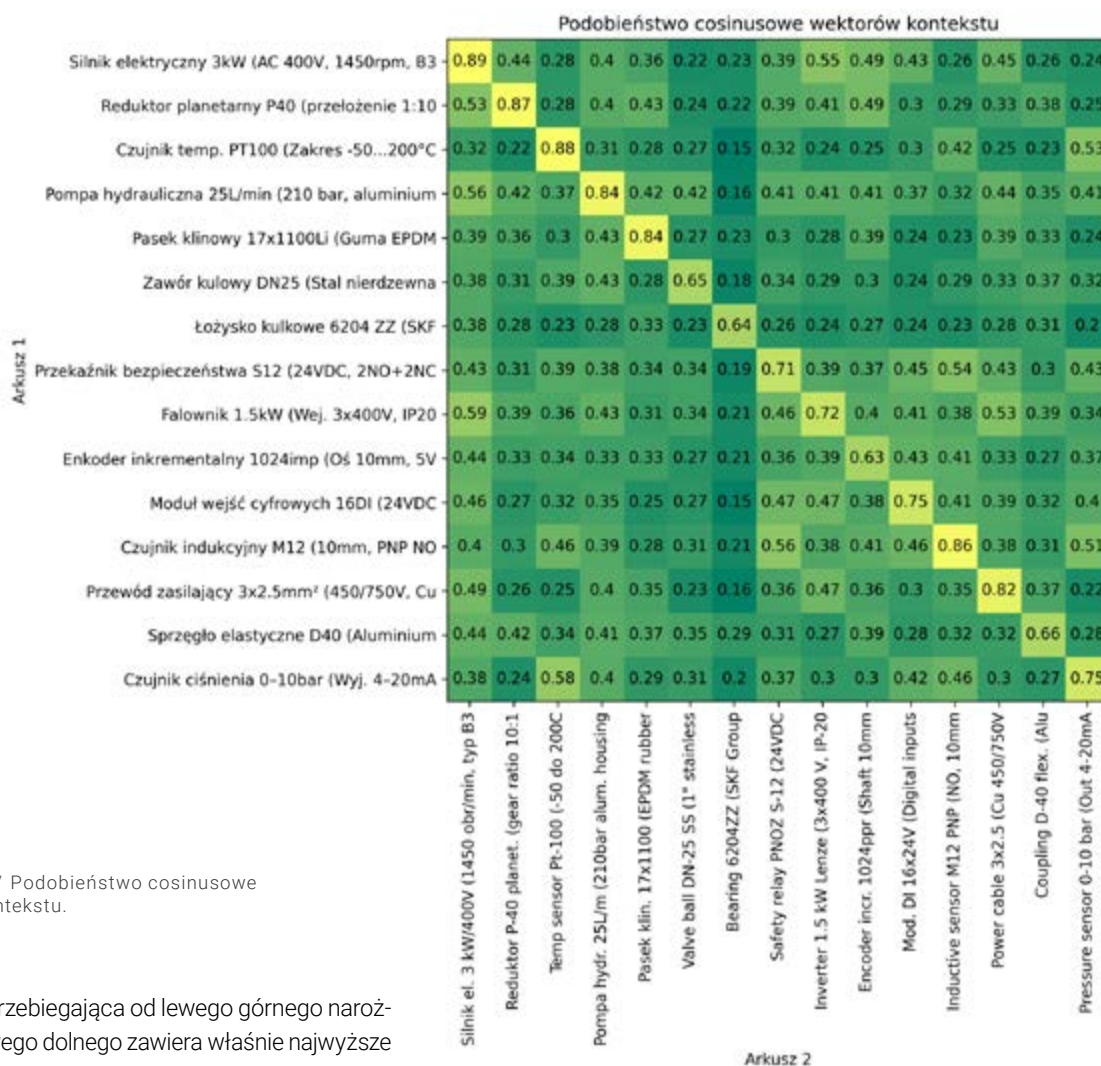 Podobieństwo cosinusowe wektorów kontekstu
Silnik elektryczny 3kW (AC 400V, 1450rpm, B3 0.89 0.44 0.28 0.4 0.36 0.22 0.23 0.39 0.55 0.49 0.43 0.26 0.45 0.26 0.24
Reduktor planetarny P40 (przełożenie 1:10 0.53 0.87 0.28 0.4 0.43 0.24 0.22 0.39 0.41 0.49 0.3 0.29 0.33 0.38 0.25
Czujnik temp. PT100 (Zakres -50...200°C 0.32 0.22 0.88 0.31 0.28 0.27 0.15 0.32 0.24 0.25 0.3 0.42 0.25 0.23 0.53
Pompa hydrauliczna 25L/min (210 bar, aluminium 0.56 0.42 0.37 0.84 0.42 0.42 0.16 0.41 0.41 0.41 0.37 0.32 0.44 0.35 0.41
Pasek klinowy 17x1100Li (Guma EPDM 0.39 0.36 0.3 0.43 0.84 0.27 0.23 0.3 0.28 0.39 0.24 0.23 0.39 0.33 0.24
Zawór kulowy DN25 (Stal nierdzewna 0.38 0.31 0.39 0.43 0.28 0.65 0.18 0.34 0.29 0.3 0.24 0.29 0.33 0.37 0.32
Łożysko kulkowe 6204 ZZ (SKF 0.38 0.28 0.23 0.28 0.33 0.23 0.64 0.26 0.24 0.27 0.24 0.23 0.28 0.31 0.2
Przekaźnik bezpieczeństwa S12 (24VDC, 2NO+2NC 0.43 0.31 0.39 0.38 0.34 0.34 0.19 0.71 0.39 0.37 0.45 0.54 0.43 0.3 0.43
Falownik 1.5kW (Wej. 3x400V, IP20 0.59 0.39 0.36 0.43 0.31 0.34 0.21 0.46 0.72 0.4 0.41 0.38 0.53 0.39 0.34
Enkoder inkrementalny 1024imp (Oś 10mm, 5V 0.44 0.33 0.34 0.33 0.33 0.27 0.21 0.36 0.39 0.63 0.43 0.41 0.33 0.27 0.37
Moduł wejść cyfrowych 16DI (24VDC 0.46 0.27 0.32 0.35 0.25 0.27 0.15 0.47 0.47 0.38 0.75 0.41 0.39 0.32 0.4
Czujnik indukcyjny M12 (10mm, PNP NO 0.4 0.3 0.46 0.39 0.28 0.31 0.21 0.56 0.38 0.41 0.46 0.86 0.38 0.31 0.51
Przewód zasilający 3x2.5mm² (450/750V, Cu 0.49 0.26 0.25 0.4 0.35 0.23 0.16 0.36 0.47 0.36 0.3 0.35 0.82 0.37 0.22
Sprzęgło elastyczne D40 (Aluminium 0.44 0.42 0.34 0.41 0.37 0.35 0.29 0.31 0.27 0.39 0.28 0.32 0.32 0.66 0.28
Czujnik ciśnienia 0–10bar (Wyj. 4–20mA 0.38 0.24 0.58 0.4 0.29 0.31 0.2 0.37 0.3 0.3 0.42 0.46 0.3 0.27 0.75
Arkusz 1
Silnik el. 3 kW/400V (1450 obr/min, typ B3
Reduktor P-40 planet. (gear ratio 10:1
Temp sensor Pt-100 (-50 do 200C
Pompa hydr. 25L/m (210bar alum. housing
Pasek klin. 17x1100 (EPDM rubber
Valve ball DN-25 SS (1" stainless
Bearing 6204ZZ (SKF Group
Safety relay PNOZ S-12 (24VDC
Inverter 1.5 kW Lenze (3x400 V, IP-20
Encoder incr. 1024ppr (Shaft 10mm
Mod. DI 16x24V (Digital inputs
Inductive sensor M12 PNP (NO, 10mm
Power cable 3x2.5 (Cu 450/750V
Coupling D-40 flex. (Alu
Pressure sensor 0-10 bar (Out 4-20mA
Arkusz 2
Podobieństwo cosinusowe
ntekstu.
rzebiegająca od lewego górnego naroż-
ego dolnego zawiera właśnie najwyższe